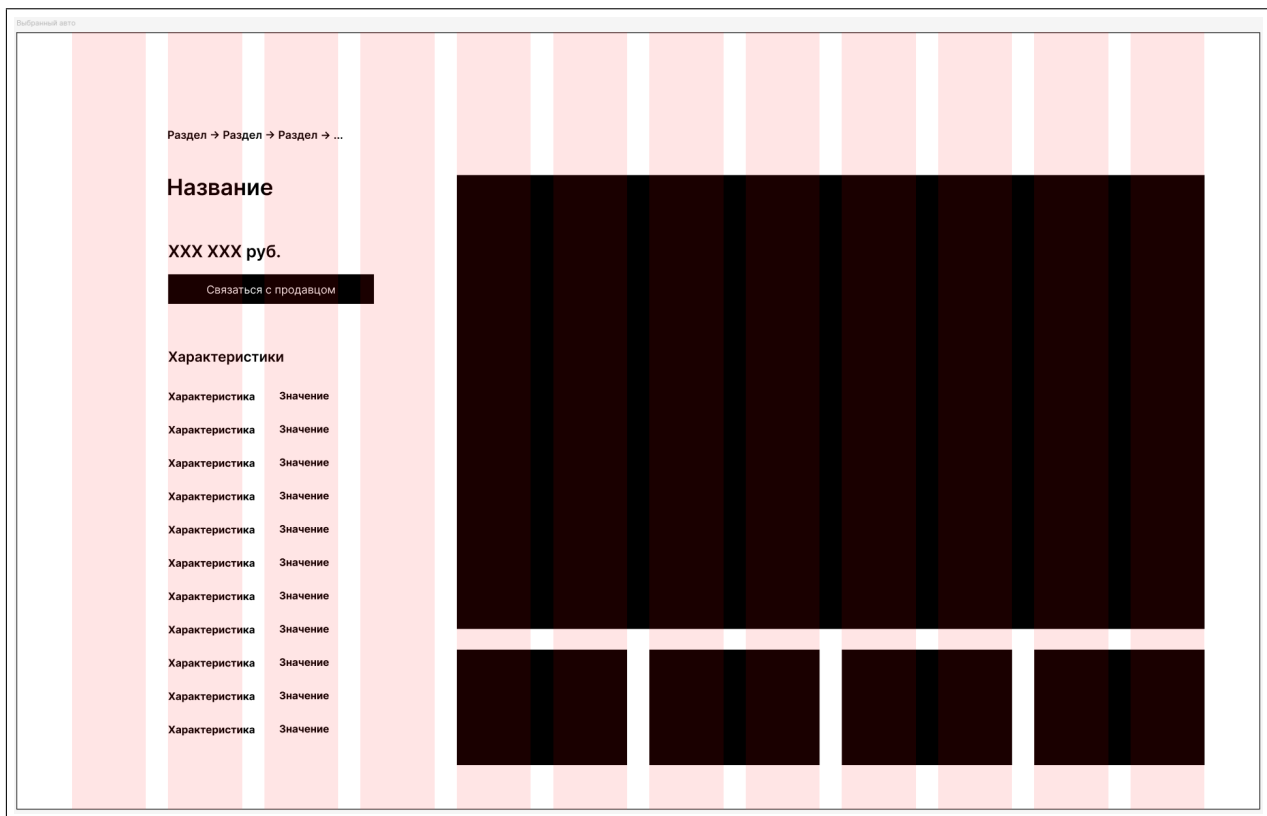 Выбранный авто
Раздел → Раздел → Раздел → ...
Название
XXX XXX руб.
Связаться с продавцом
Характеристики
Характеристика Значение
Характеристика Значение
Характеристика Значение
Характеристика Значение
Характеристика Значение
Характеристика Значение
Характеристика Значение
Характеристика Значение
Характеристика Значение
Характеристика Значение
Характеристика Значение